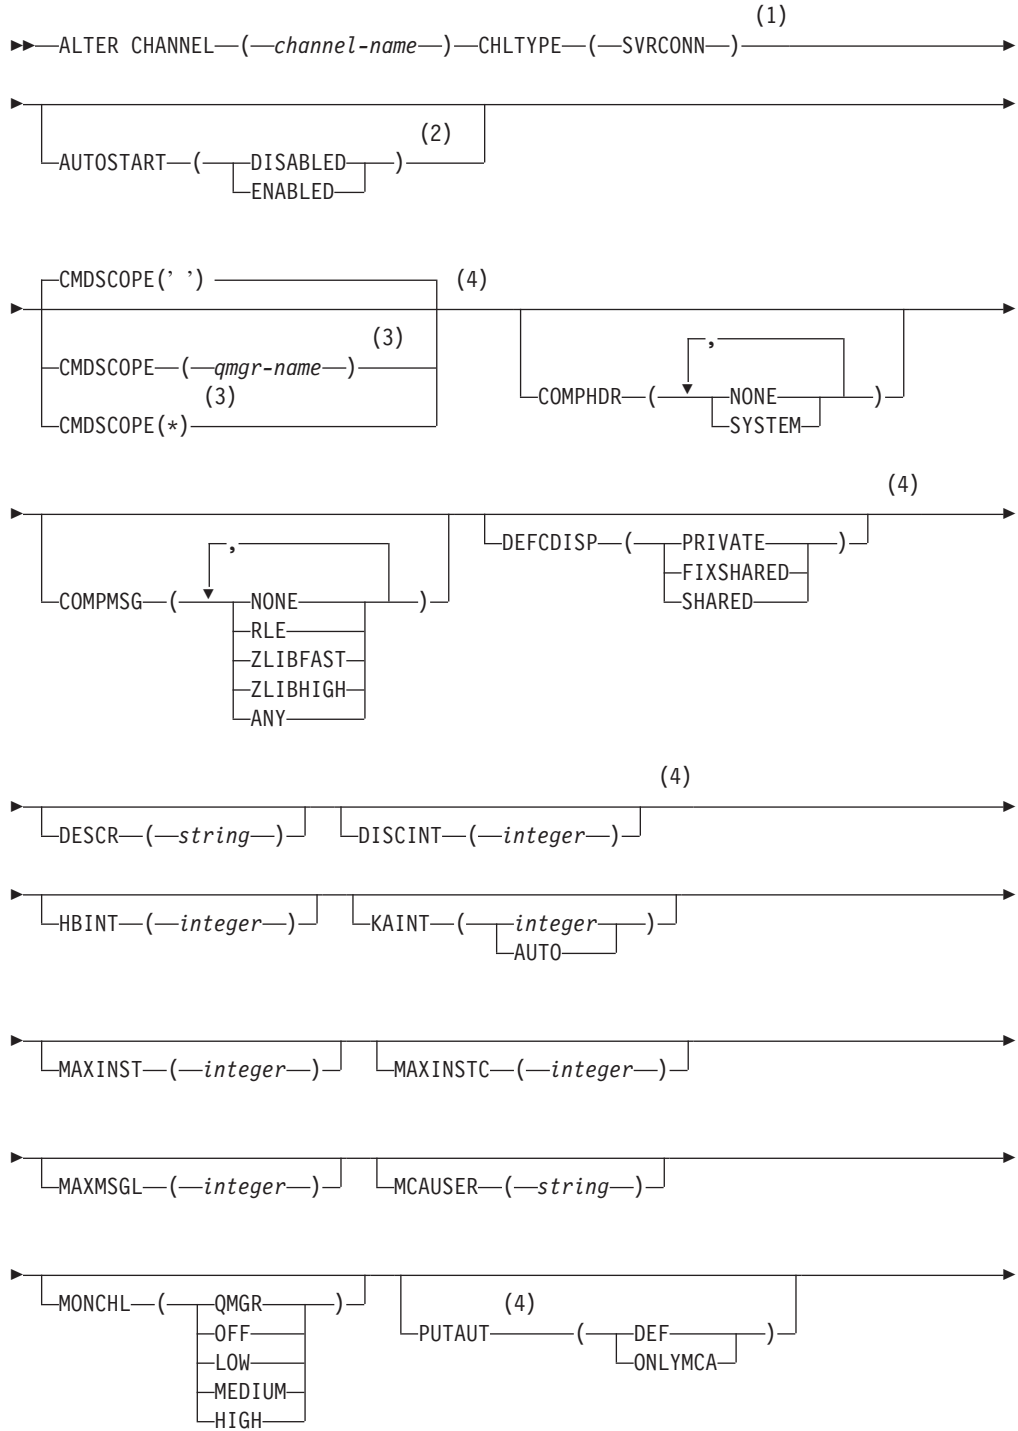 (1)
ALTER CHANNEL ( channel-name ) CHLTYPE ( SVRCONN )
(2)
AUTOSTART ( DISABLED )
ENABLED
CMDSCOPE(' ') (4)
(3) ,
CMDSCOPE ( qmgr-name ) COMPHDR ( NONE )
(3) SYSTEM
CMDSCOPE(*)
(4)
, DEFCDISP ( PRIVATE )
FIXSHARED
COMPMSG ( NONE ) SHARED
RLE
ZLIBFAST
ZLIBHIGH
ANY
(4)
DESCR ( string ) DISCINT ( integer )
HBINT ( integer ) KAINT ( integer )
AUTO
MAXINST ( integer ) MAXINSTC ( integer )
MAXMSGL ( integer ) MCAUSER ( string )
MONCHL ( QMGR ) (4)
OFF PUTAUT ( DEF )
LOW ONLYMCA
MEDIUM
HIGH